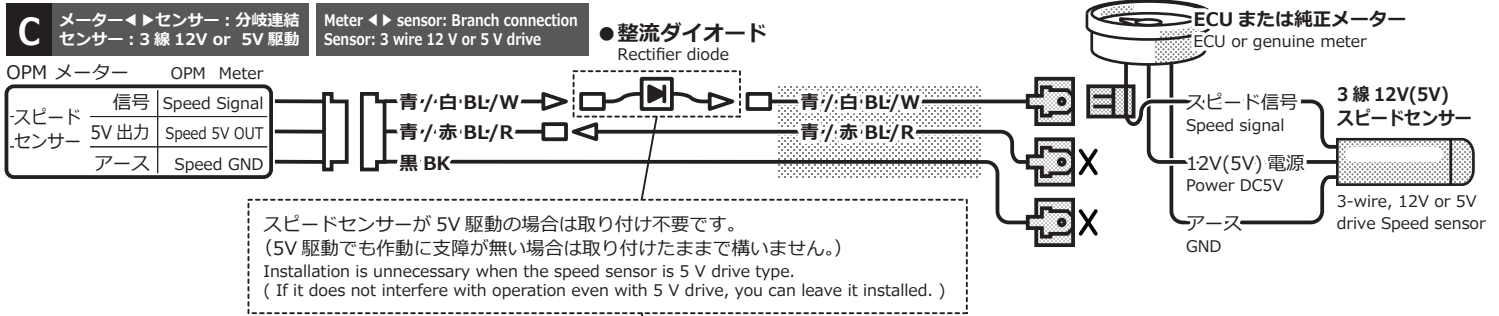 C
メーター◀▶センサー：分岐連結
センサー：3 線 12V or 5V 駆動
Meter ◀▶ sensor: Branch connection
Sensor: 3 wire 12 V or 5 V drive
●整流ダイオード
Rectifier diode
ECU または純正メーター
ECU or genuine meter
OPM メーター OPM Meter
スピード
センサー
信号 Speed Signal
5V 出力 Speed 5V OUT
アース Speed GND
青 / 白 BL/W
青 / 白 BL/W
青 / 赤 BL/R
青 / 赤 BL/R
黒 BK
X
X
スピード信号
Speed signal
12V(5V) 電源
Power DC5V
アース
GND
3 線 12V(5V)
スピードセンサー
3-wire, 12V or 5V
drive Speed sensor
スピードセンサーが 5V 駆動の場合は取り付け不要です。
（5V 駆動でも作動に支障が無い場合は取り付けたままで構いません。）
Installation is unnecessary when the speed sensor is 5 V drive type.
( If it does not interfere with operation even with 5 V drive, you can leave it installed. )